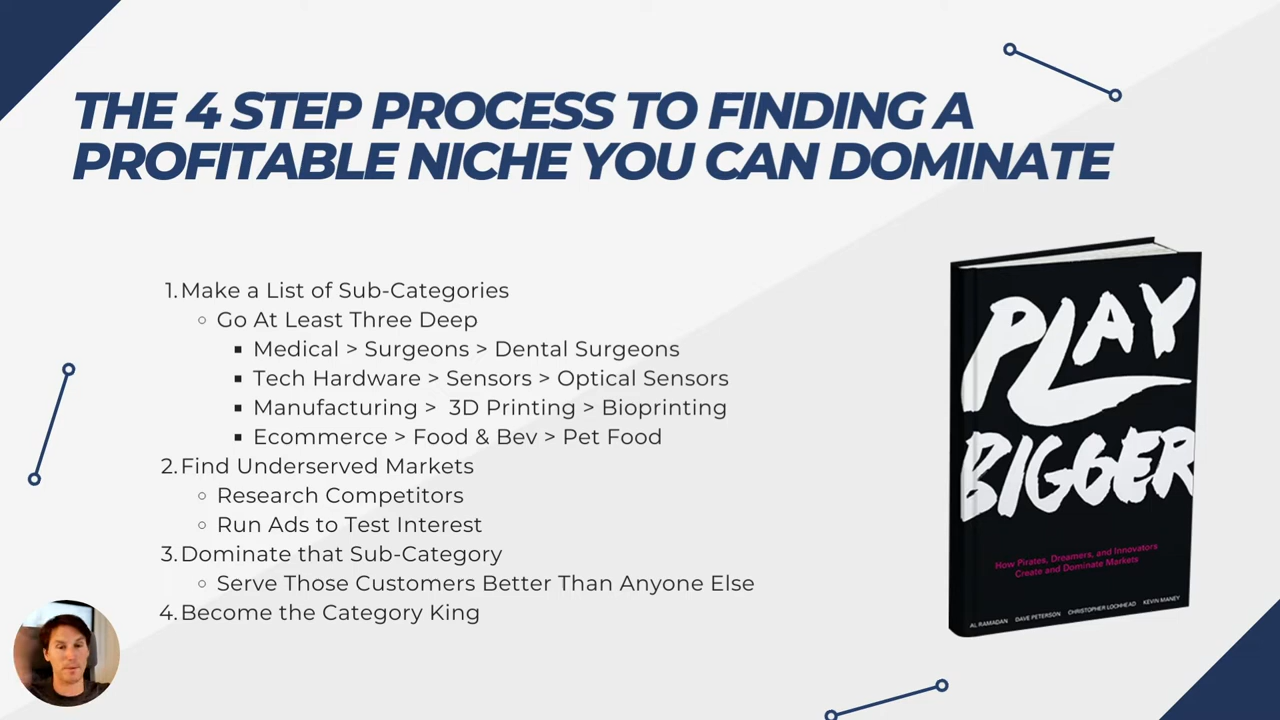 THE 4 STEP PROCESS TO FINDING A
PROFITABLE NICHE YOU CAN DOMINATE
1. Make a List of Sub-Categories
○ Go At Least Three Deep
▪ Medical > Surgeons > Dental Surgeons
▪ Tech Hardware > Sensors > Optical Sensors
▪ Manufacturing > 3D Printing > Bioprinting
▪ Ecommerce > Food & Bev > Pet Food
2. Find Underserved Markets
○ Research Competitors
○ Run Ads to Test Interest
3. Dominate that Sub-Category
○ Serve Those Customers Better Than Anyone Else
4. Become the Category King
PLAY
BIGGER
How Pirates, Dreamers, and Innovators
Create and Dominate Markets
AL RAMADAN DAVE PETERSON CHRISTOPHER LOCHHEAD KEVIN MANEY